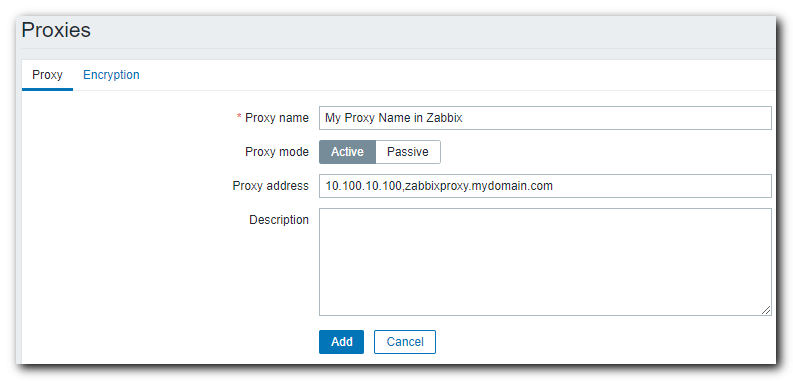 Proxies
Proxy Encryption
* Proxy name My Proxy Name in Zabbix
Proxy mode Active Passive
Proxy address 10.100.10.100,zabbixproxy.mydomain.com
Description
Add Cancel